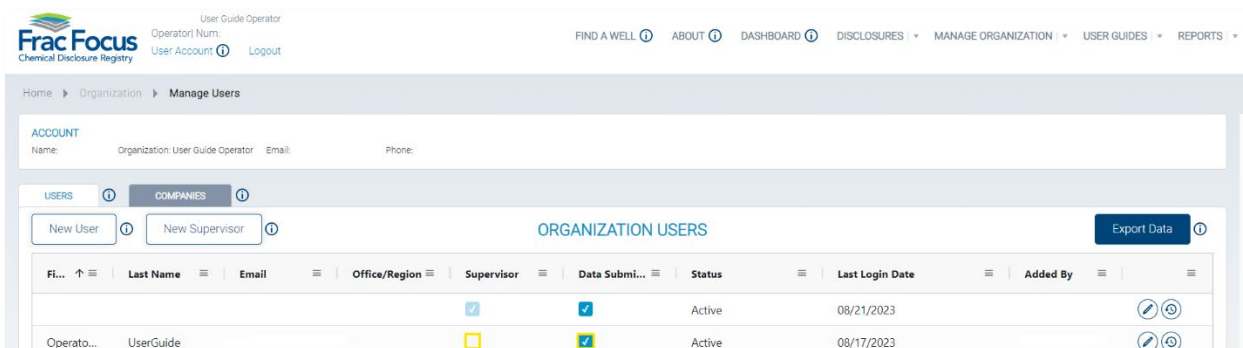 User Guide Operator
Frac Focus
Chemical Disclosure Registry
Operator| Num:
User Account Logout
FIND A WELL ABOUT DASHBOARD DISCLOSURES MANAGE ORGANIZATION USER GUIDES REPORTS
Home Organization Manage Users
ACCOUNT
Name: Organization: User Guide Operator Email: Phone:
USERS COMPANIES
New User New Supervisor ORGANIZATION USERS Export Data
Fi... Last Name Email Office/Region Supervisor Data Submi... Status Last Login Date Added By
Active 08/21/2023
Operato... UserGuide Active 08/17/2023